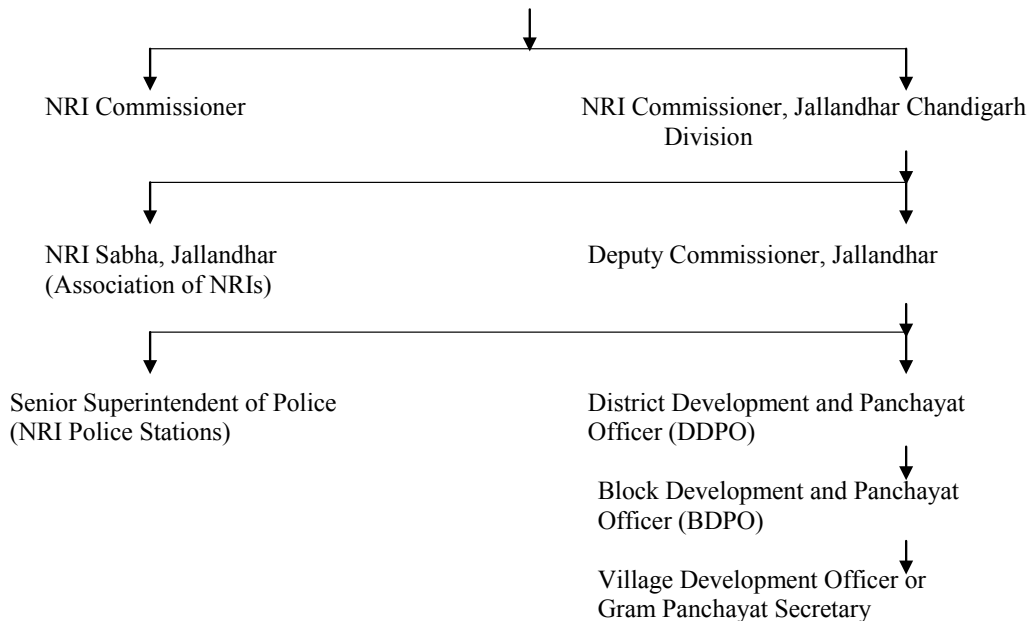 NRI Commissioner
NRI Commissioner, Jallandhar Chandigarh
Division
NRI Sabha, Jallandhar
(Association of NRIs)
Deputy Commissioner, Jallandhar
Senior Superintendent of Police
(NRI Police Stations)
District Development and Panchayat
Officer (DDPO)
Block Development and Panchayat
Officer (BDPO)
Village Development Officer or
Gram Panchayat Secretary